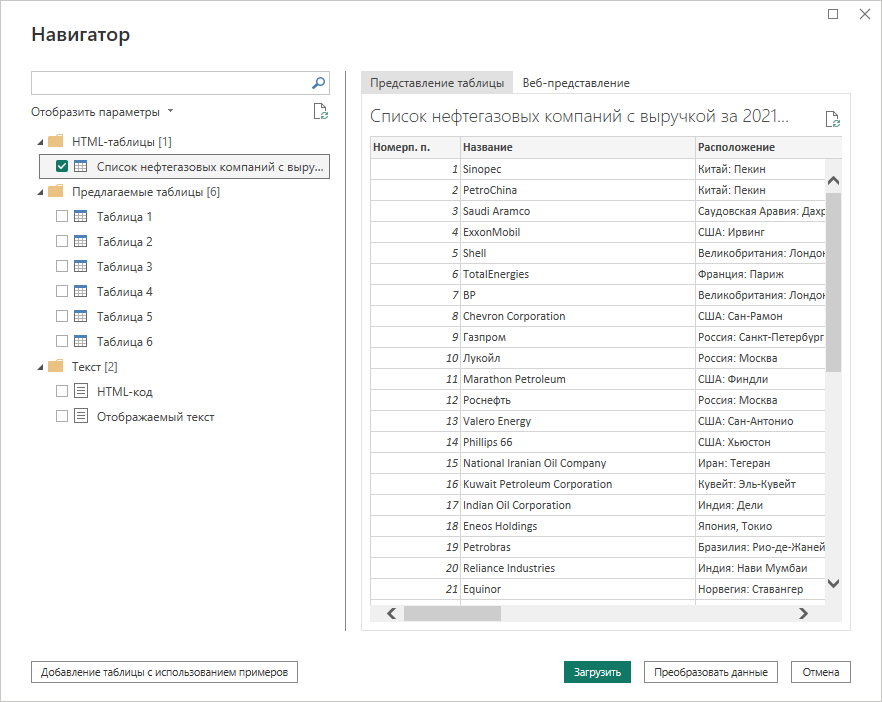 Навигатор
Отобразить параметры
HTML-таблицы [1]
Список нефтегазовых компаний с выру...
Предлагаемые таблицы [6]
Таблица 1
Таблица 2
Таблица 3
Таблица 4
Таблица 5
Таблица 6
Текст [2]
HTML-код
Отображаемый текст
Представление таблицы Веб-представление
Список нефтегазовых компаний с выручкой за 2021...
Номерп. п. Название Расположение
1 Sinopec Китай: Пекин
2 PetroChina Китай: Пекин
3 Saudi Aramco Саудовская Аравия: Дахр
4 ExxonMobil США: Ирвинг
5 Shell Великобритания: Лондон
6 TotalEnergies Франция: Париж
7 BP Великобритания: Лондон
8 Chevron Corporation США: Сан-Рамон
9 Газпром Россия: Санкт-Петербург
10 Лукойл Россия: Москва
11 Marathon Petroleum США: Финдли
12 Роснефть Россия: Москва
13 Valero Energy США: Сан-Антонио
14 Phillips 66 США: Хьюстон
15 National Iranian Oil Company Иран: Тегеран
16 Kuwait Petroleum Corporation Кувейт: Эль-Кувейт
17 Indian Oil Corporation Индия: Дели
18 Eneos Holdings Япония, Токио
19 Petrobras Бразилия: Рио-де-Жаней
20 Reliance Industries Индия: Нави Мумбаи
21 Equinor Норвегия: Ставангер
Добавление таблицы с использованием примеров
Загрузить
Преобразовать данные
Отмена